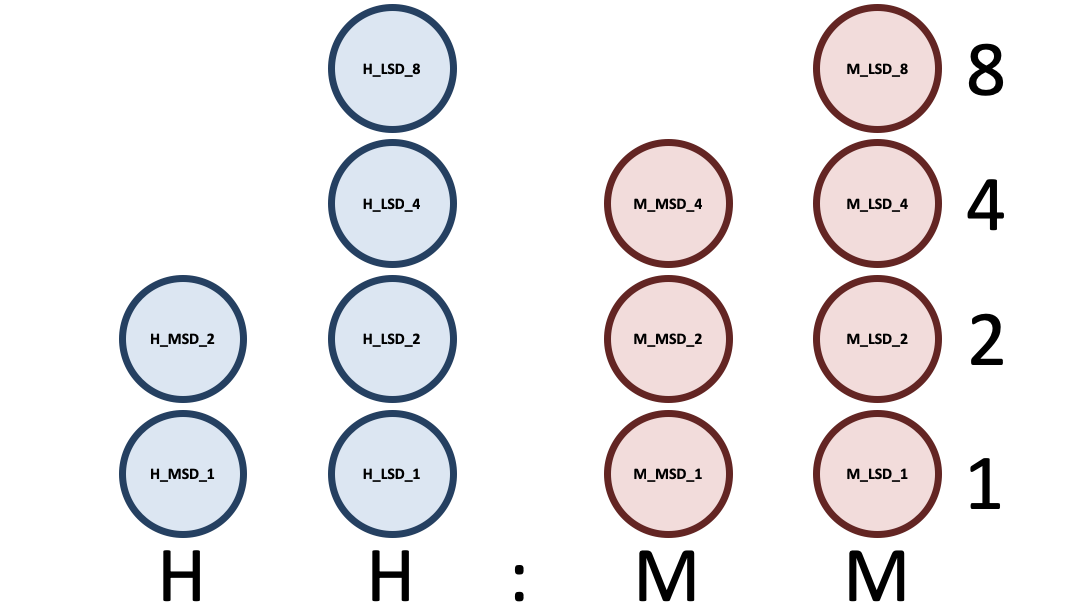 H_LSD_8 M_LSD_8 8
H_LSD_4 M_MSD_4 M_LSD_4 4
H_MSD_2 H_LSD_2 M_MSD_2 M_LSD_2 2
H_MSD_1 H_LSD_1 M_MSD_1 M_LSD_1 1
H H : M M